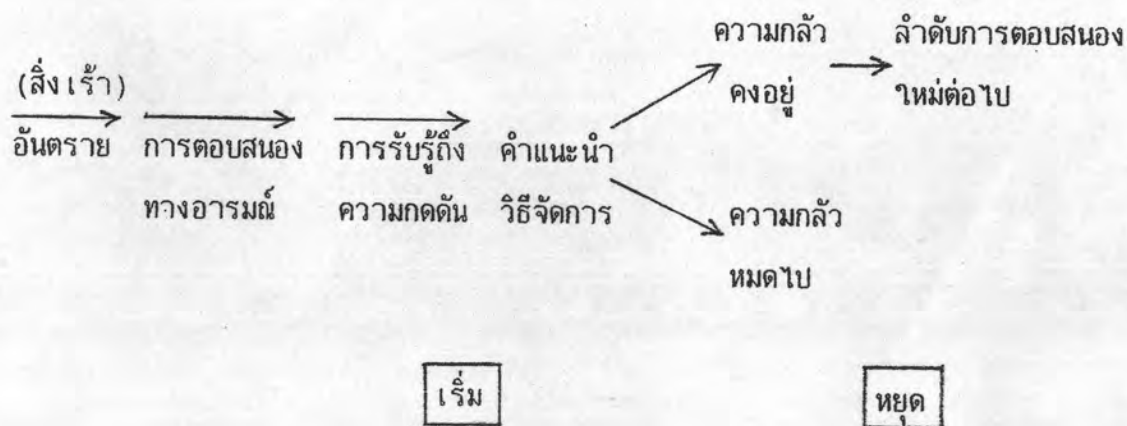 ความกลัว ลำดับการตอบสนอง
(สิ่งเร้า) คงอยู่ ใหม่ต่อไป
อันตราย การตอบสนอง การรับรู้ถึง คำแนะนำ
ทางอารมณ์ ความกดดัน วิธีจัดการ ความกลัว
หมดไป
เริ่ม หยุด